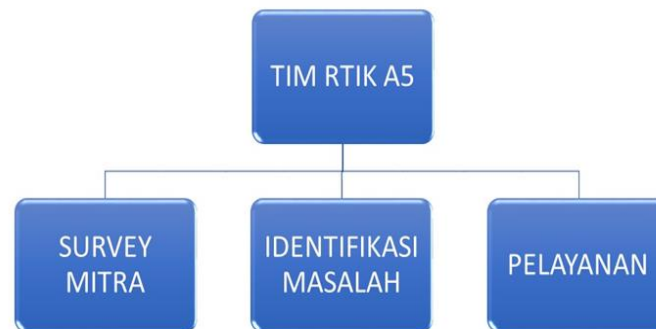 TIM RTIK A5
SURVEY
MITRA
IDENTIFIKASI
MASALAH
PELAYANAN